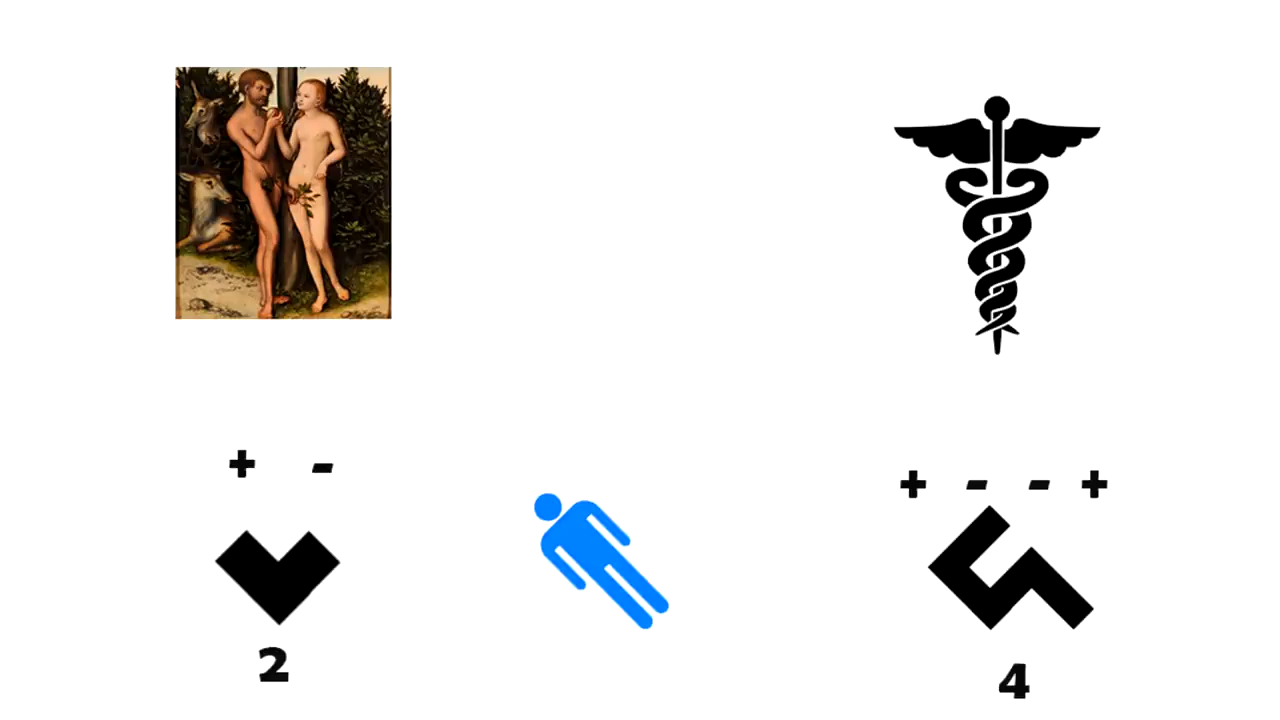 + -
+ - - +
2
4